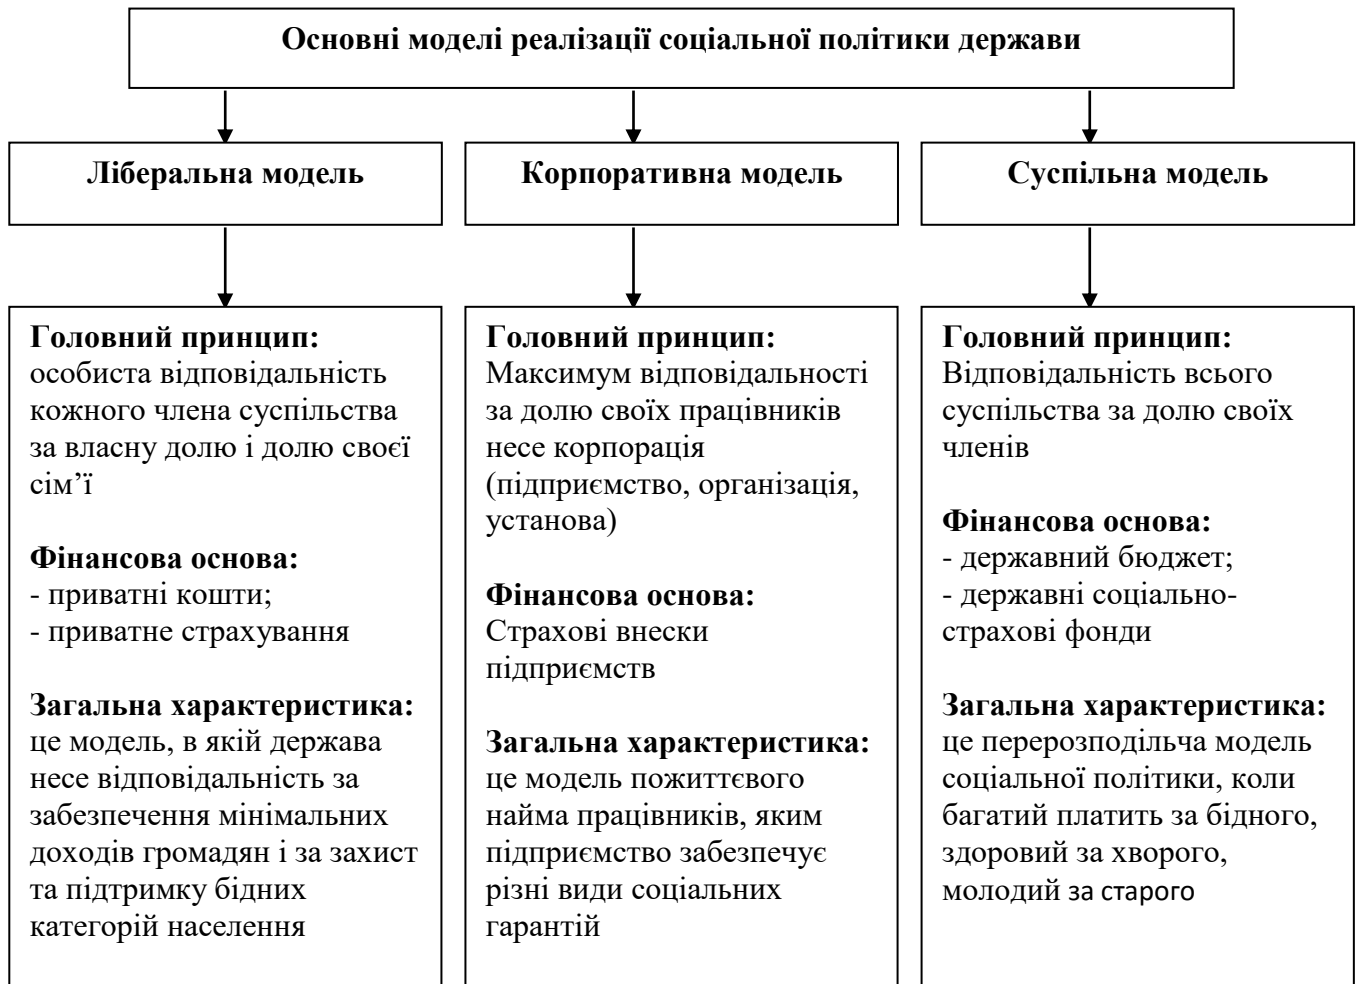 Основні моделі реалізації соціальної політики держави
Ліберальна модель
Корпоративна модель
Суспільна модель
Головний принцип:
особиста відповідальність
кожного члена суспільства
за власну долю і долю своєї
сім’ї
Фінансова основа:
- приватні кошти;
- приватне страхування
Загальна характеристика:
це модель, в якій держава
несе відповідальність за
забезпечення мінімальних
доходів громадян і за захист
та підтримку бідних
категорій населення
Головний принцип:
Максимум відповідальності
за долю своїх працівників
несе корпорація
(підприємство, організація,
установа)
Фінансова основа:
Страхові внески
підприємств
Загальна характеристика:
це модель пожиттєвого
найма працівників, яким
підприємство забезпечує
різні види соціальних
гарантій
Головний принцип:
Відповідальність всього
суспільства за долю своїх
членів
Фінансова основа:
- державний бюджет;
- державні соціально-
страхові фонди
Загальна характеристика:
це перерозподільча модель
соціальної політики, коли
багатий платить за бідного,
здоровий за хворого,
молодий за старого